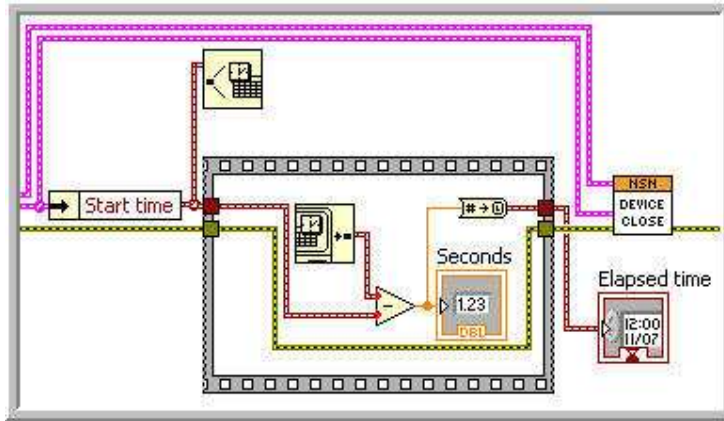 NSN
DEVICE
CLOSE
Start time
Seconds
1.23
DBL
Elapsed time
12:00
11/07